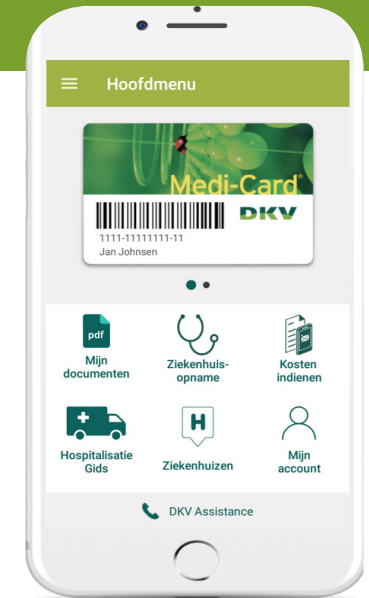 Hoofdmenu
Medi-Card
DKV
1111-11111111-11
Jan Johnsen
pdf
Mijn
documenten
Ziekenhuis-
opname
Kosten
indienen
H
Hospitalisatie
Gids
Ziekenhuizen
Mijn
account
DKV Assistance